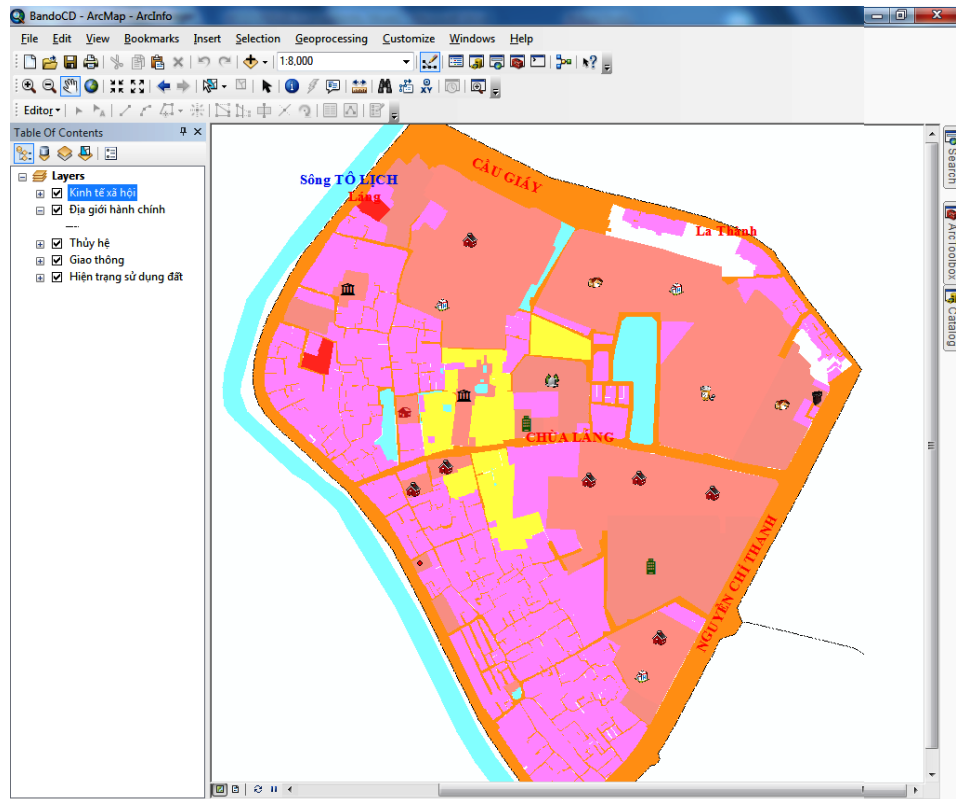 BandoCD - ArcMap - ArcInfo
File Edit View Bookmarks Insert Selection Geoprocessing Customize Windows Help
1:8,000
Editor
Table Of Contents
Layers
Kinh tế xã hội
Địa giới hành chính
Thủy hệ
Giao thông
Hiện trạng sử dụng đất
CẦU GIÁY
Sông TÔ LỊCH
Láng
La Thành
CHÙA LÁNG
NGUYỄN CHÍ THANH
Search
ArcToolbox
Catalog